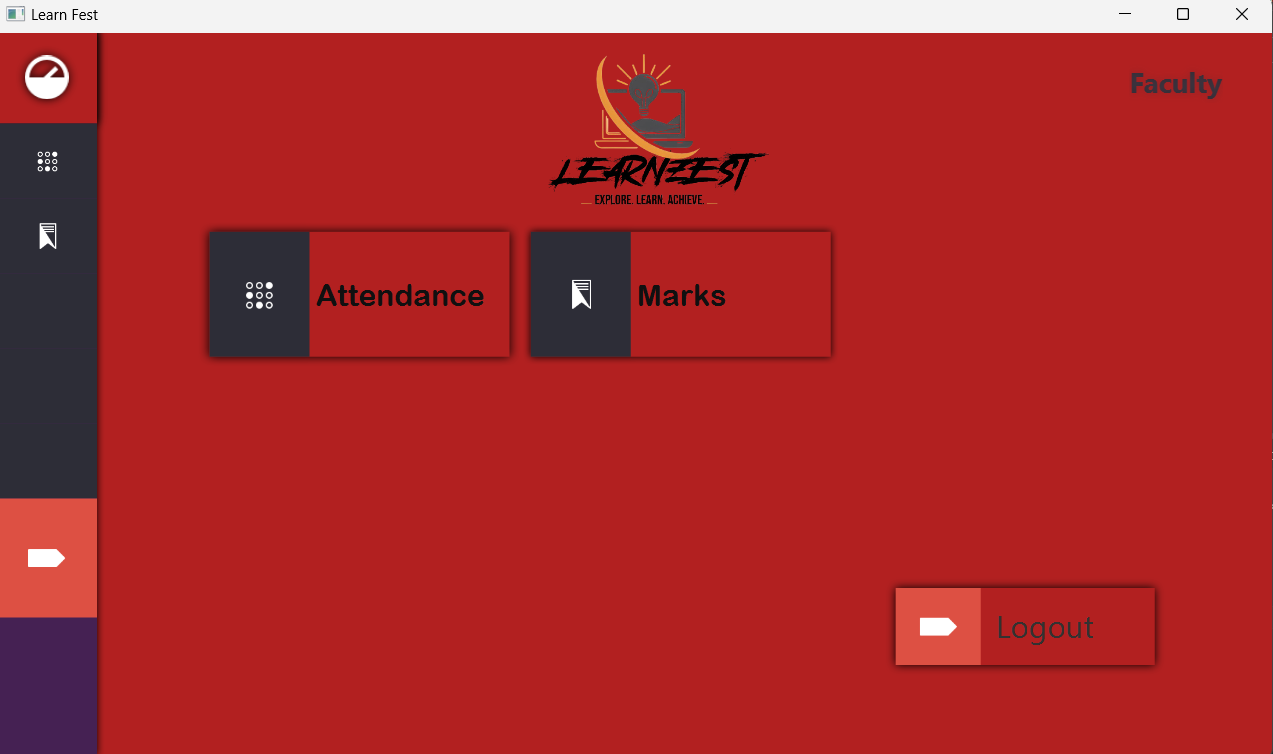 Learn Fest
Faculty
LEARNZEST
EXPLORE. LEARN. ACHIEVE.
Attendance
Marks
Logout